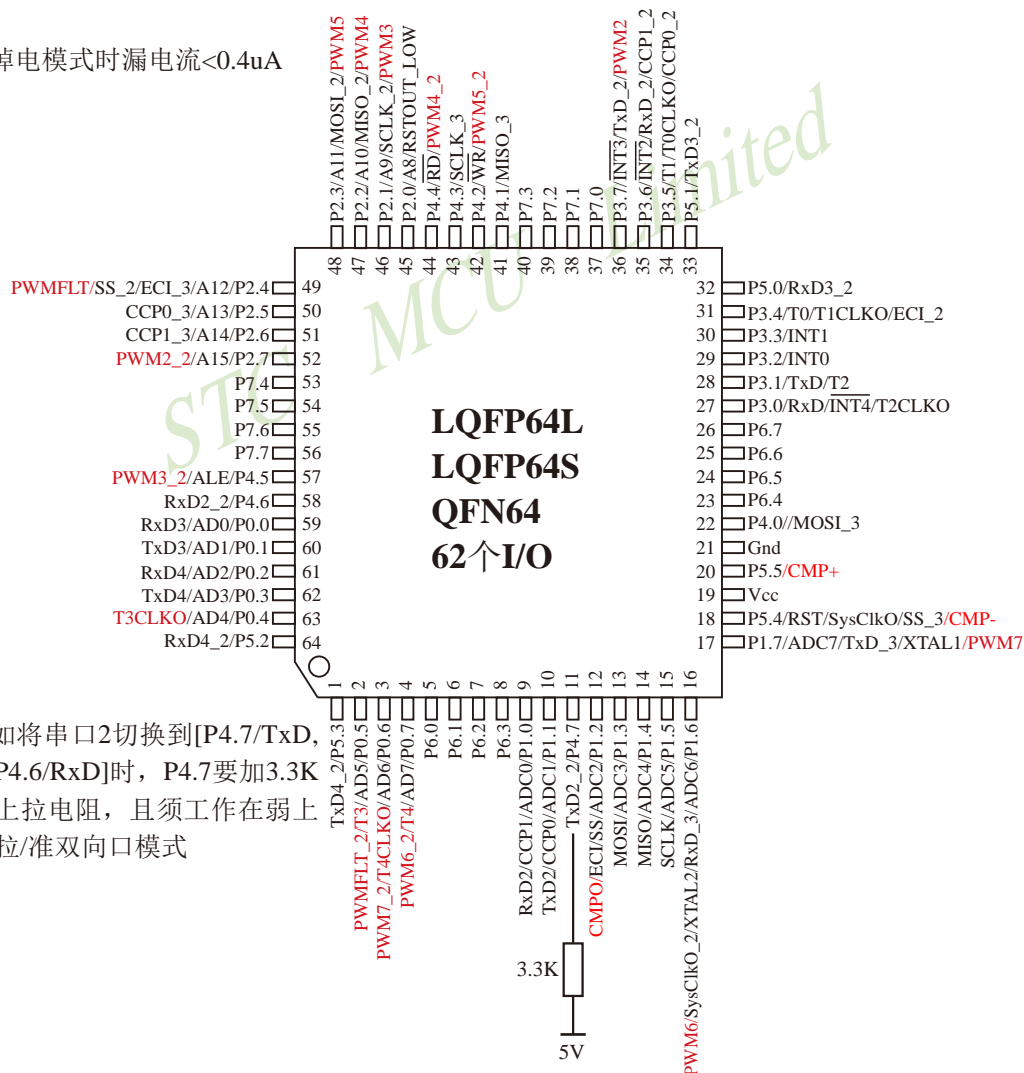 掉电模式时漏电流<0.4uA
P2.3/A11/MOSI_2/PWM5
P2.2/A10/MISO_2/PWM4
P2.1/A9/SCLK_2/PWM3
P2.0/A8/RSTOUT_LOW
P4.4/RD/PWM4_2
P4.3/SCLK_3
P4.2/WR/PWM5_2
P4.1/MISO_3
P7.3
P7.2
P7.1
P7.0
P3.7/INT3/TxD_2/PWM2
P3.6/INT2/RxD_2/CCP1_2
P3.5/T1/T0CLKO/CCP0_2
P5.1/TxD3_2
48 47 46 45 44 43 42 41 40 39 38 37 36 35 34 33
STC MCU Limited
PWMFLT/SS_2/ECI_3/A12/P2.4 49
CCP0_3/A13/P2.5 50
CCP1_3/A14/P2.6 51
PWM2_2/A15/P2.7 52
P7.4 53
P7.5 54
P7.6 55
P7.7 56
PWM3_2/ALE/P4.5 57
RxD2_2/P4.6 58
RxD3/AD0/P0.0 59
TxD3/AD1/P0.1 60
RxD4/AD2/P0.2 61
TxD4/AD3/P0.3 62
T3CLKO/AD4/P0.4 63
RxD4_2/P5.2 64
LQFP64L
LQFP64S
QFN64
62个I/O
32 P5.0/RxD3_2
31 P3.4/T0/T1CLKO/ECI_2
30 P3.3/INT1
29 P3.2/INT0
28 P3.1/TxD/T2
27 P3.0/RxD/INT4/T2CLKO
26 P6.7
25 P6.6
24 P6.5
23 P6.4
22 P4.0//MOSI_3
21 Gnd
20 P5.5/CMP+
19 Vcc
18 P5.4/RST/SysClkO/SS_3/CMP-
17 P1.7/ADC7/TxD_3/XTAL1/PWM7
1 2 3 4 5 6 7 8 9 10 11 12 13 14 15 16
TxD4_2/P5.3
PWMFLT_2/T3/AD5/P0.5
PWM7_2/T4CLKO/AD6/P0.6
PWM6_2/T4/AD7/P0.7
P6.0
P6.1
P6.2
P6.3
RxD2/CCP1/ADC0/P1.0
TxD2/CCP0/ADC1/P1.1
TxD2_2/P4.7
CMPO/ECI/SS/ADC2/P1.2
MOSI/ADC3/P1.3
MISO/ADC4/P1.4
SCLK/ADC5/P1.5
PWM6/SysClkO_2/XTAL2/RxD_3/ADC6/P1.6
如将串口2切换到[P4.7/TxD,
P4.6/RxD]时，P4.7要加3.3K
上拉电阻，且须工作在弱上
拉/准双向口模式
3.3K
5V